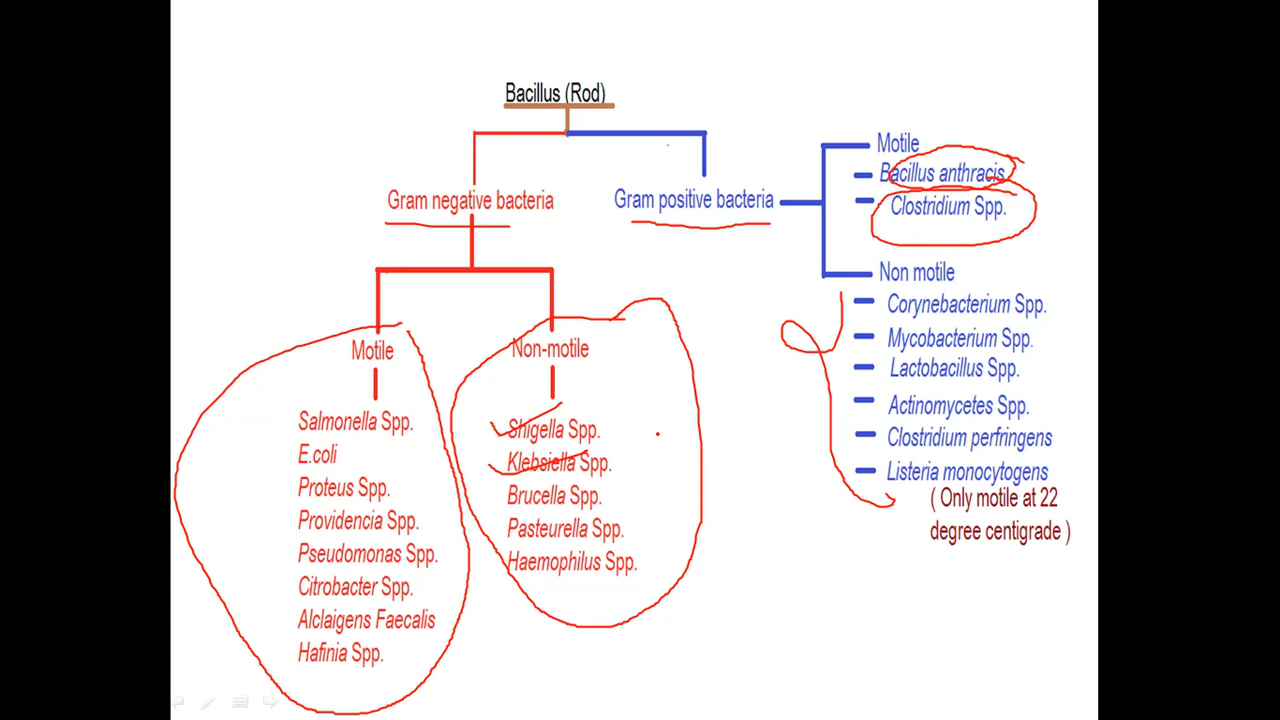 Bacillus (Rod)
Gram negative bacteria
Motile
Salmonella Spp.
E.coli
Proteus Spp.
Providencia Spp.
Pseudomonas Spp.
Citrobacter Spp.
Alclaigens Faecalis
Hafinia Spp.
Non-motile
Shigella Spp.
Klebsiella Spp.
Brucella Spp.
Pasteurella Spp.
Haemophilus Spp.
Gram positive bacteria
Motile
Bacillus anthracis
Clostridium Spp.
Non motile
Corynebacterium Spp.
Mycobacterium Spp.
Lactobacillus Spp.
Actinomycetes Spp.
Clostridium perfringens
Listeria monocytogens
( Only motile at 22
degree centigrade )